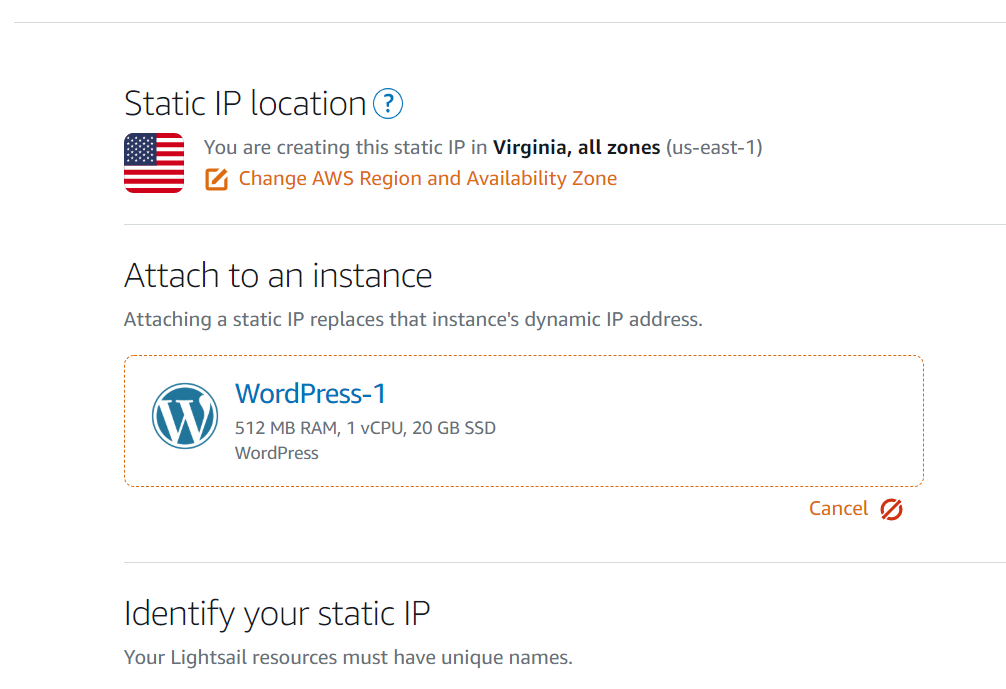 Static IP location ?
You are creating this static IP in Virginia, all zones (us-east-1)
Change AWS Region and Availability Zone
Attach to an instance
Attaching a static IP replaces that instance's dynamic IP address.
WordPress-1
512 MB RAM, 1 vCPU, 20 GB SSD
WordPress
Cancel
Identify your static IP
Your Lightsail resources must have unique names.